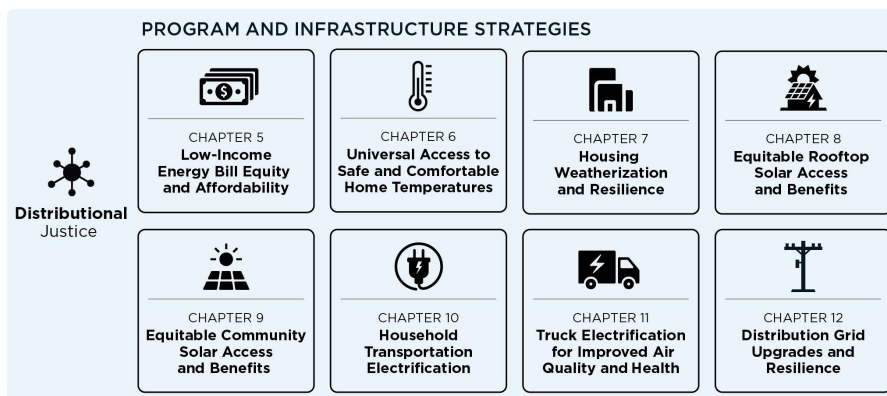 PROGRAM AND INFRASTRUCTURE STRATEGIES
Distributional
Justice
$
CHAPTER 5
Low-Income
Energy Bill Equity
and Affordability
CHAPTER 6
Universal Access to
Safe and Comfortable
Home Temperatures
CHAPTER 7
Housing
Weatherization
and Resilience
CHAPTER 8
Equitable Rooftop
Solar Access
and Benefits
CHAPTER 9
Equitable Community
Solar Access
and Benefits
CHAPTER 10
Household
Transportation
Electrification
CHAPTER 11
Truck Electrification
for Improved Air
Quality and Health
CHAPTER 12
Distribution Grid
Upgrades and
Resilience